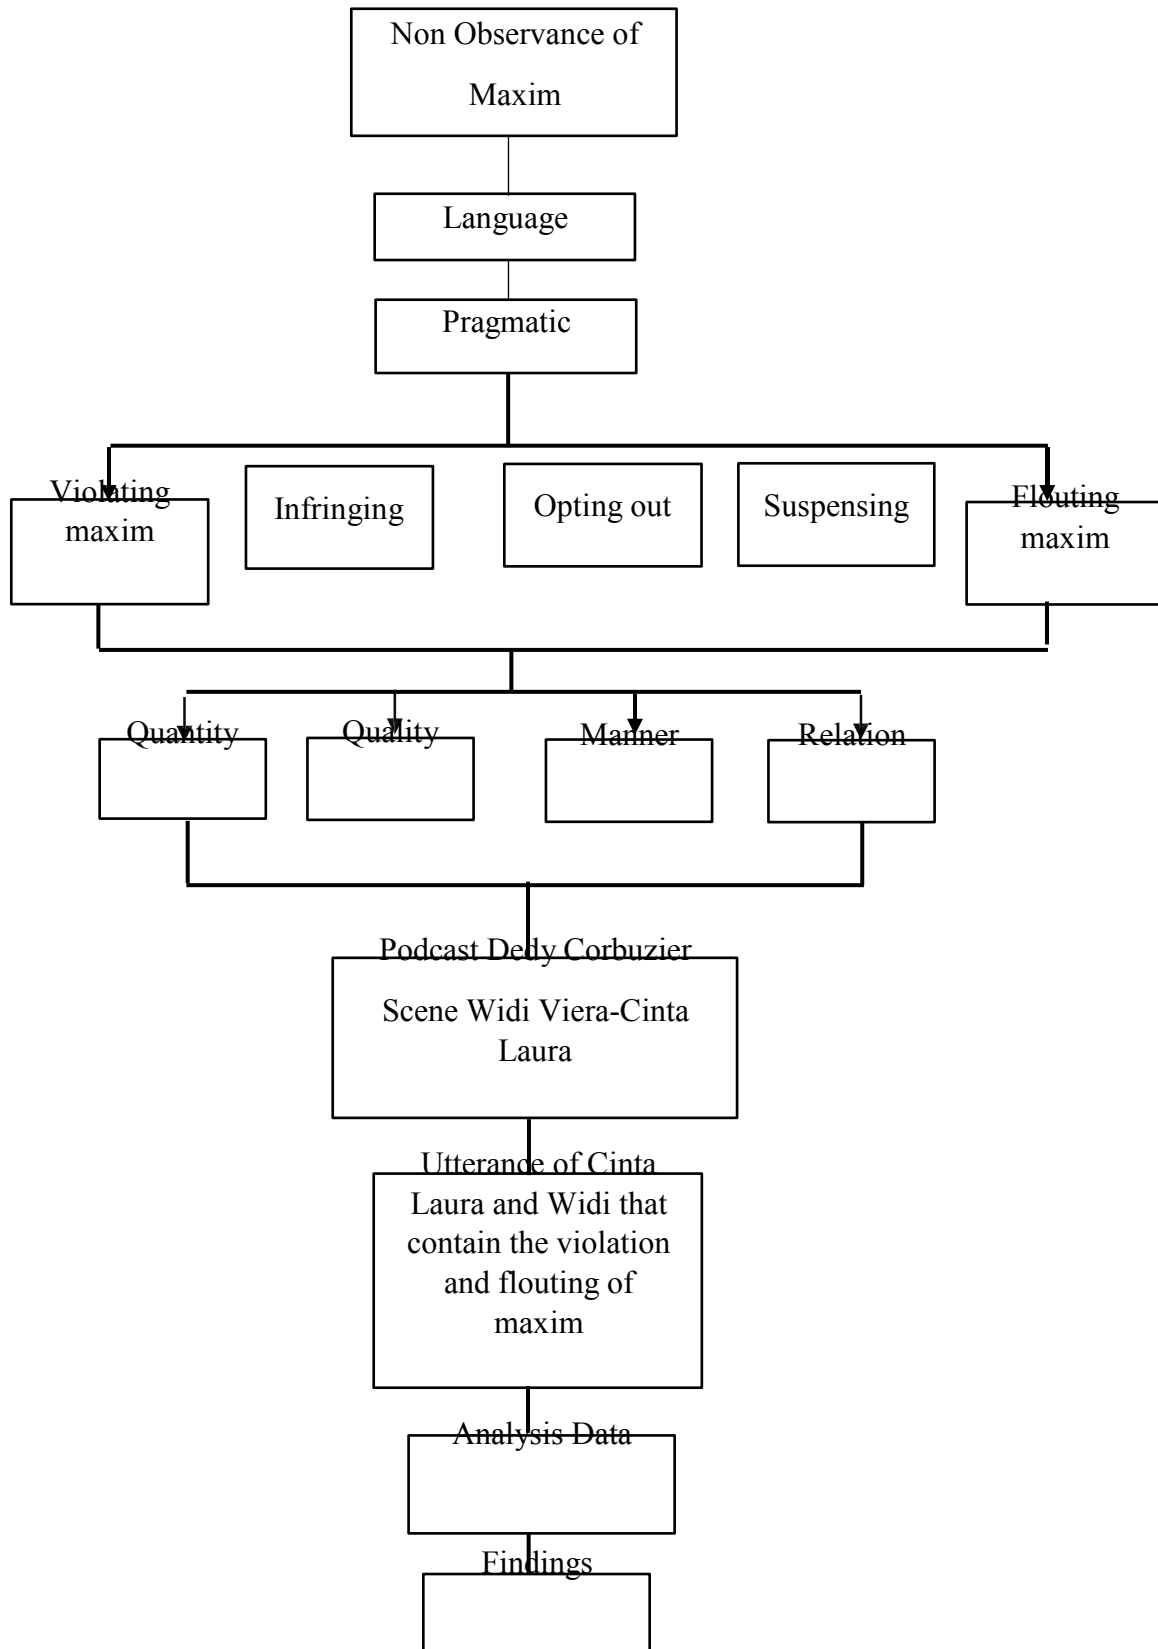 Non Observance of
Maxim
Language
Pragmatic
Violating
maxim
Infringing
Opting out
Suspensing
Flouting
maxim
Quantity
Quality
Manner
Relation
Podcast Dedy Corbuzier
Scene Widi Viera-Cinta
Laura
Utterance of Cinta
Laura and Widi that
contain the violation
and flouting of
maxim
Analysis Data
Findings